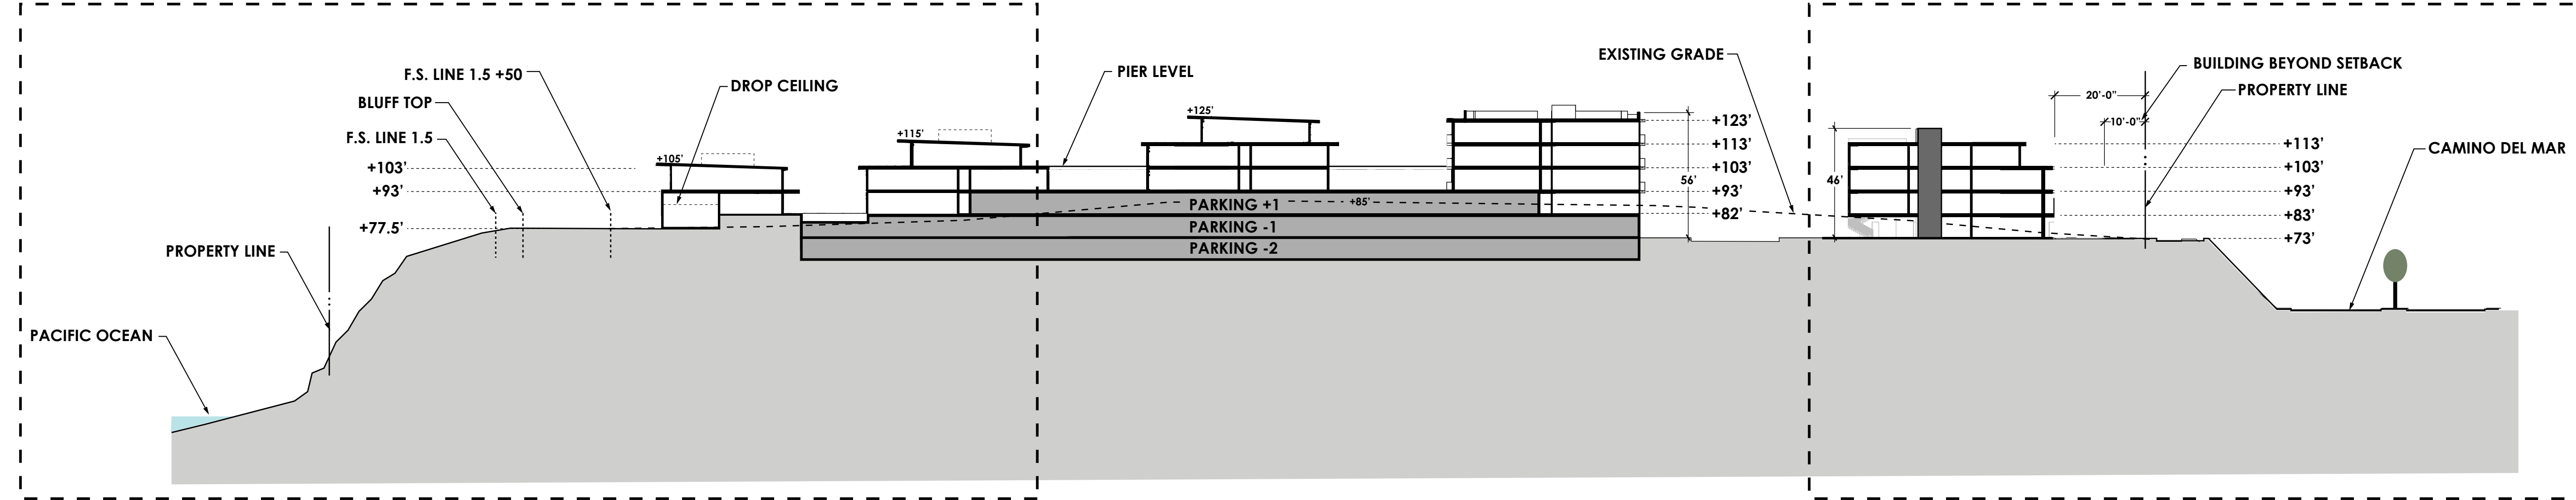 F.S. LINE 1.5 +50
BLUFF TOP
F.S. LINE 1.5
+103'
+93'
+77.5'
PROPERTY LINE
PACIFIC OCEAN
DROP CEILING
+105'
+115'
PIER LEVEL
+125'
PARKING +1
+85'
PARKING -1
PARKING -2
EXISTING GRADE
56'
+123'
+113'
+103'
+93'
+82'
46'
20'-0"
10'-0"
BUILDING BEYOND SETBACK
PROPERTY LINE
+113'
+103'
+93'
+83'
+73'
CAMINO DEL MAR